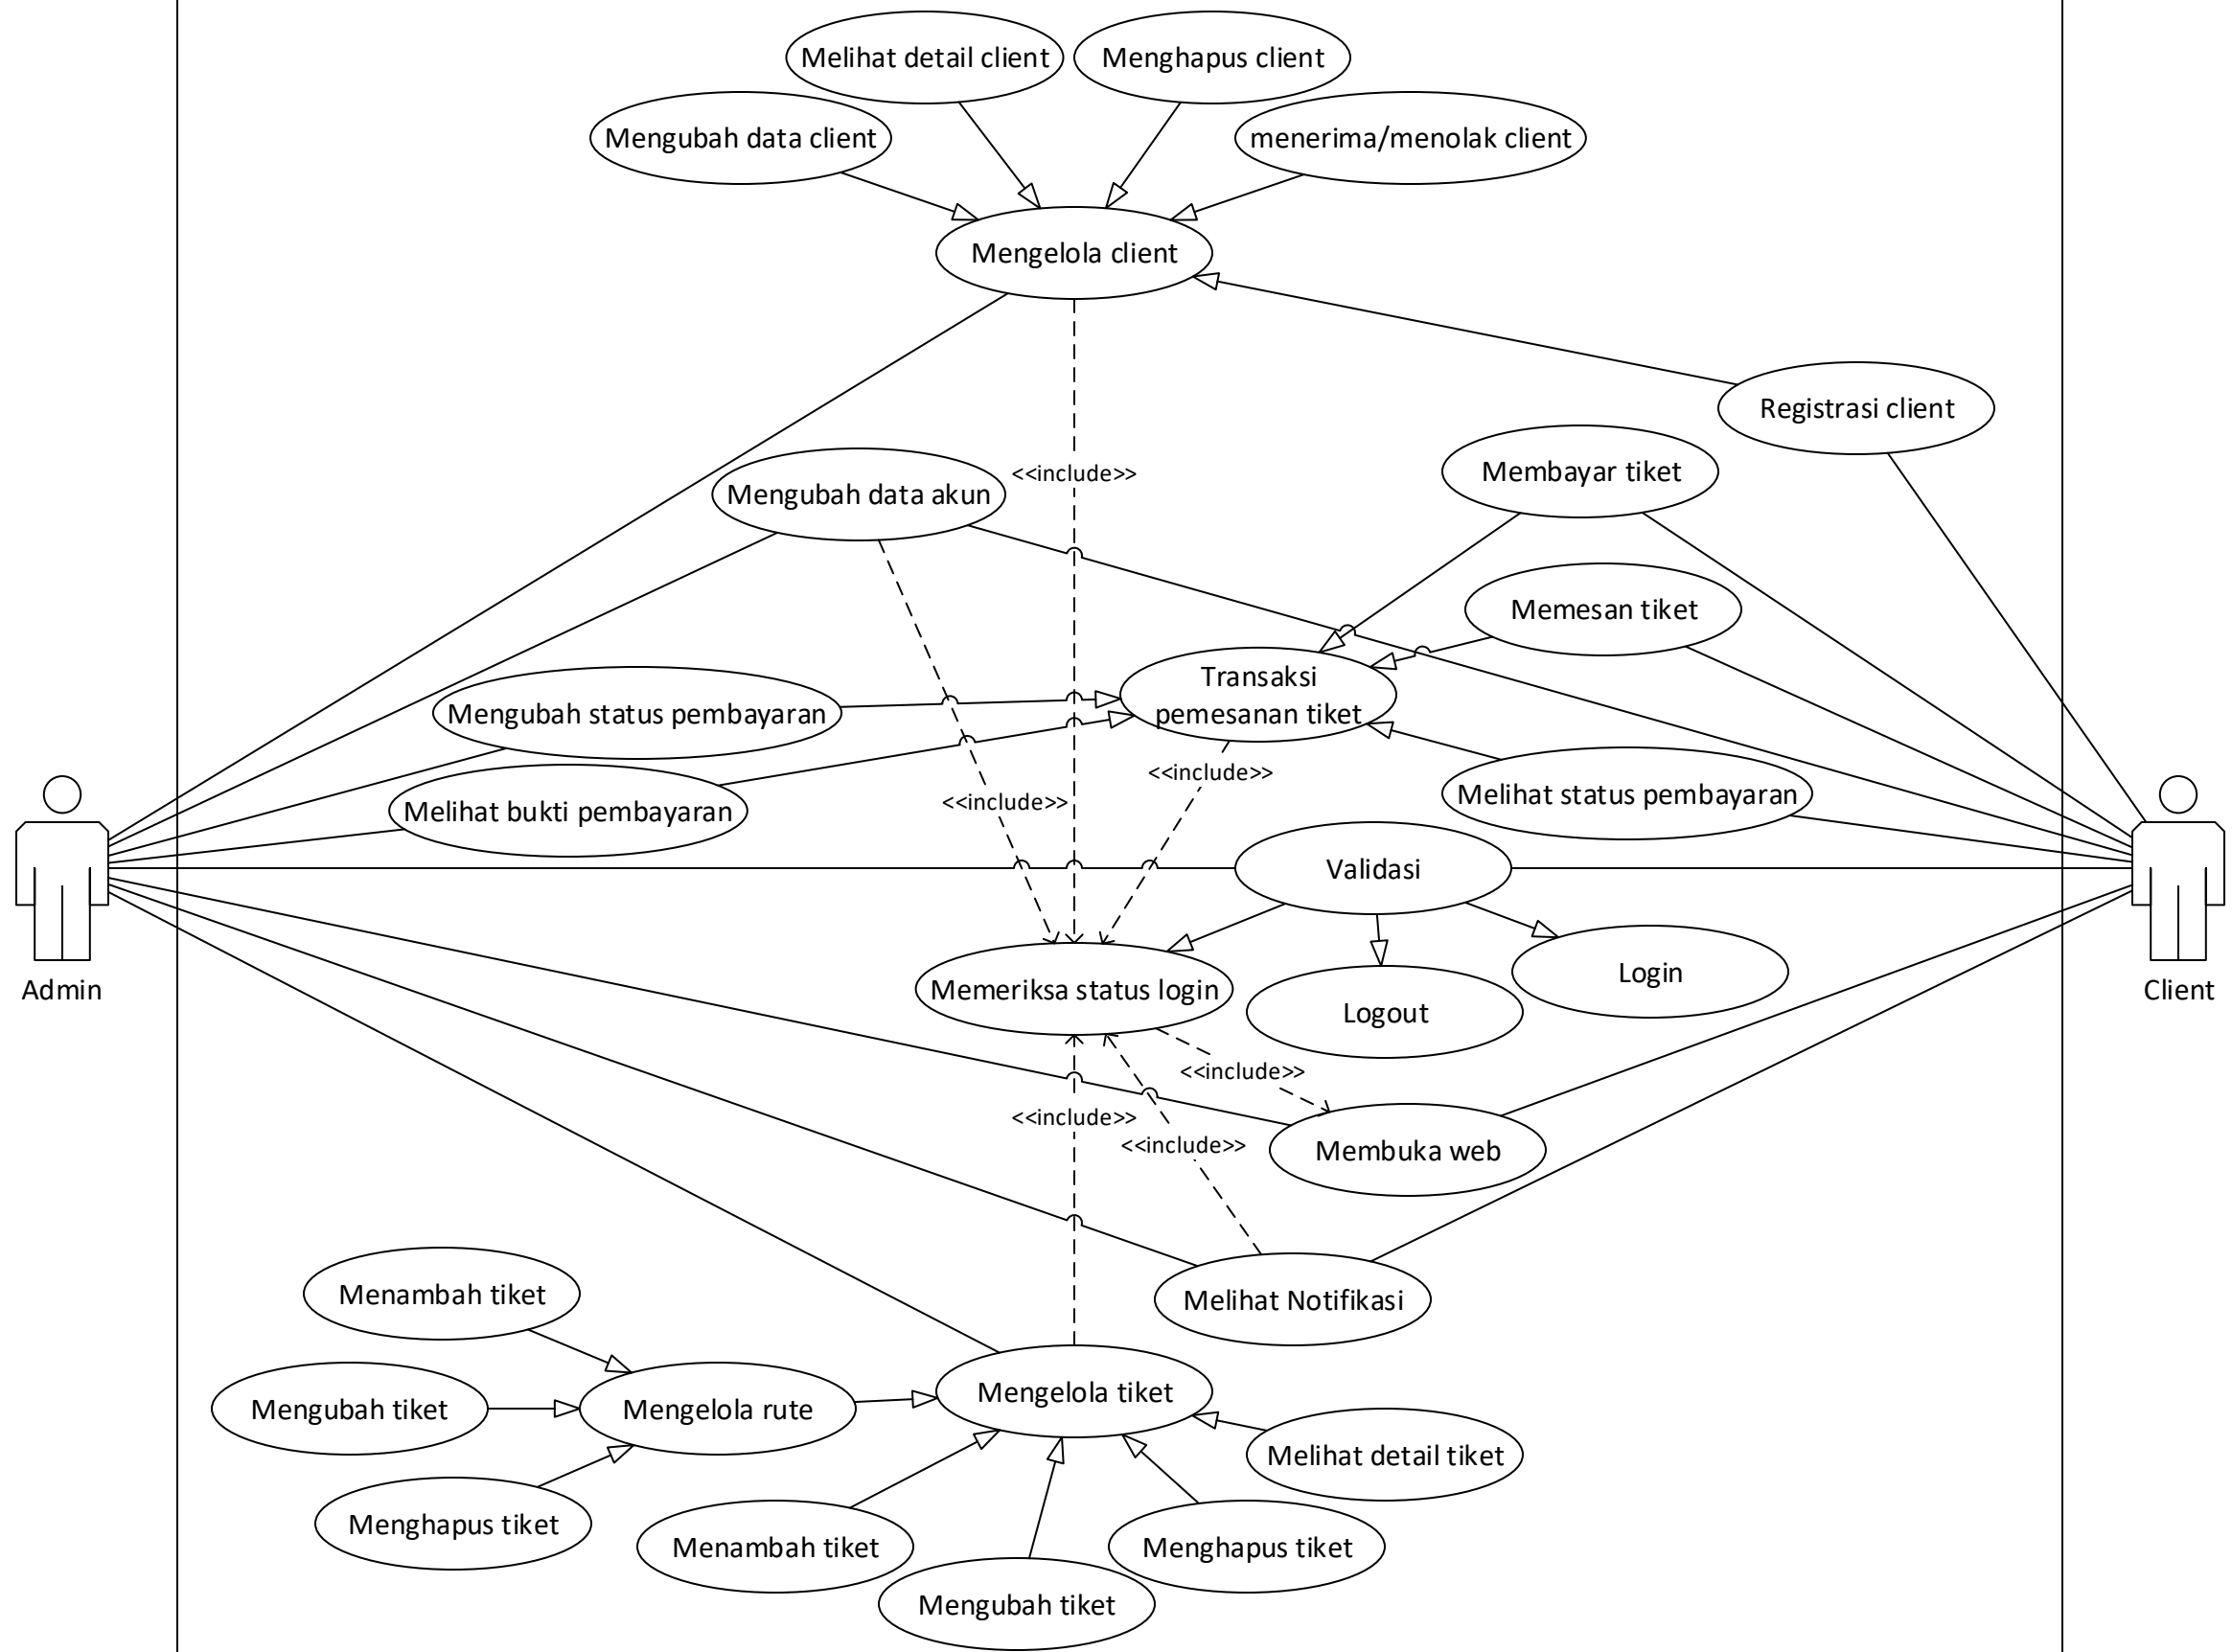 Melihat detail client
Menghapus client
Mengubah data client
menerima/menolak client
Mengelola client
Registrasi client
Membayar tiket
<<include>>
Mengubah data akun
Memesan tiket
Transaksi
pemesanan tiket
Mengubah status pembayaran
<<include>>
Melihat status pembayaran
<<include>>
Melihat bukti pembayaran
Validasi
Login
Memeriksa status login
Admin
Client
Logout
<<include>>
<<include>>
<<include>>
Membuka web
Menambah tiket
Melihat Notifikasi
Mengelola tiket
Mengubah tiket
Mengelola rute
Melihat detail tiket
Menghapus tiket
Menambah tiket
Menghapus tiket
Mengubah tiket